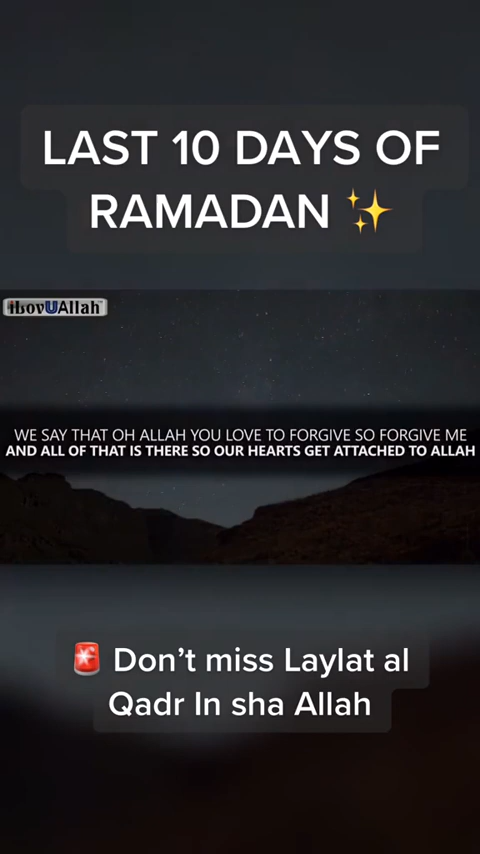 LAST 10 DAYS OF
RAMADAN ✨
iLovUAllah
WE SAY THAT OH ALLAH YOU LOVE TO FORGIVE SO FORGIVE ME
AND ALL OF THAT IS THERE SO OUR HEARTS GET ATTACHED TO ALLAH
🚨 Don’t miss Laylat al
Qadr In sha Allah